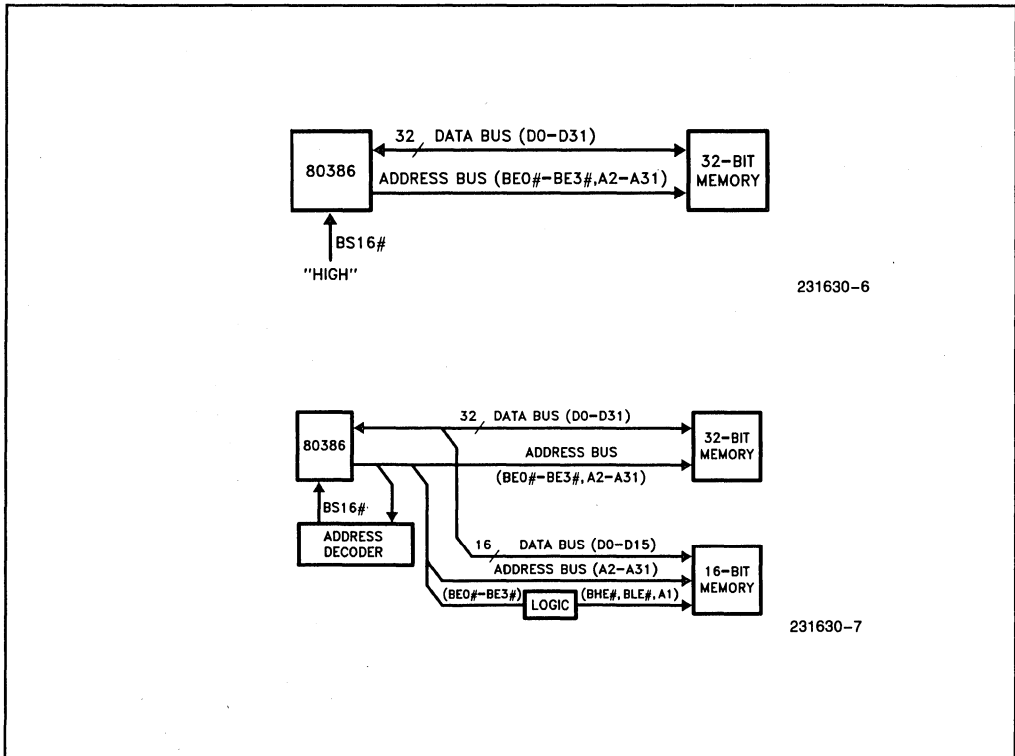 32 DATA BUS (D0-D31)
80386
ADDRESS BUS (BE0#-BE3#,A2-A31)
32-BIT
MEMORY
BS16#
"HIGH"
231630-6
32 DATA BUS (D0-D31)
80386
ADDRESS BUS
(BE0#-BE3#,A2-A31)
32-BIT
MEMORY
BS16#
ADDRESS
DECODER
16 DATA BUS (D0-D15)
ADDRESS BUS (A2-A31)
(BE0#-BE3#)
LOGIC
(BHE#,BLE#,A1)
16-BIT
MEMORY
231630-7